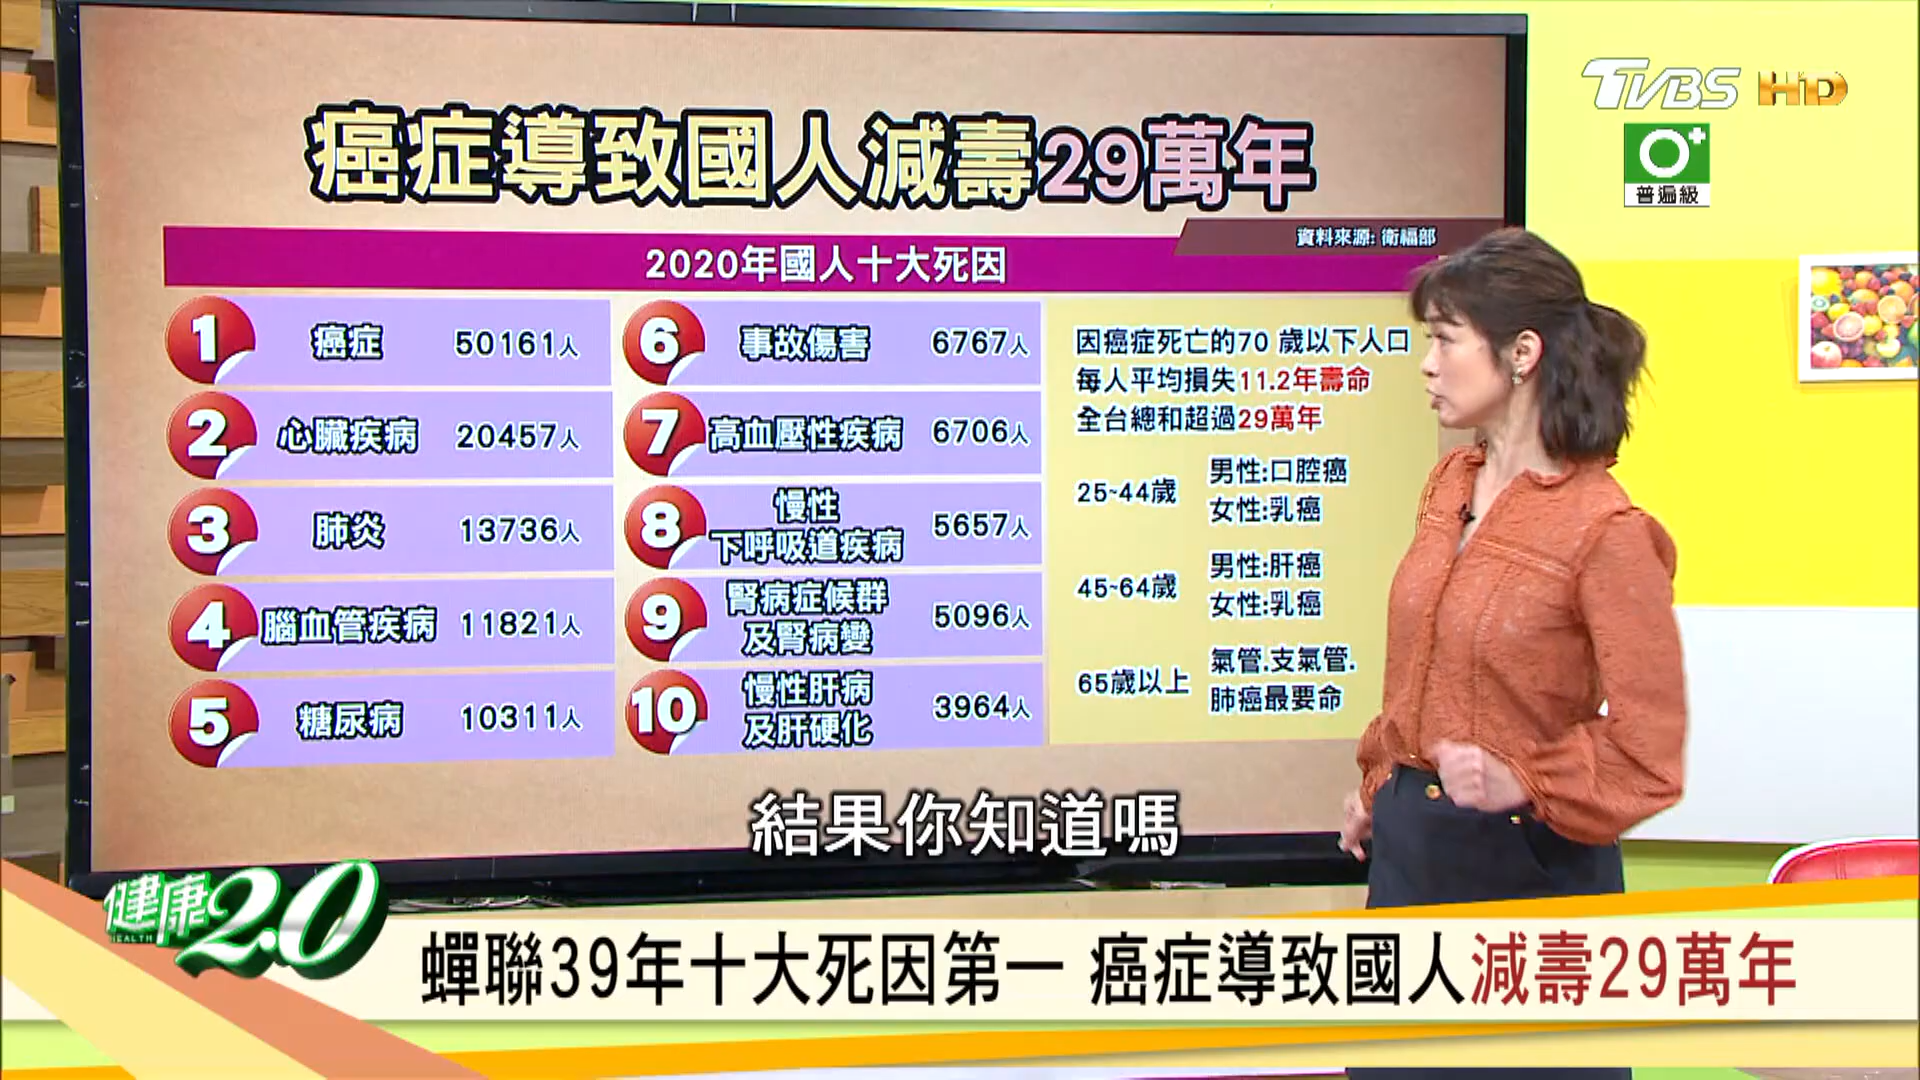 TVBS HD
普遍級
癌症導致國人減壽29萬年
資料來源: 衛福部
2020年國人十大死因
1 癌症 50161人
2 心臟疾病 20457人
3 肺炎 13736人
4 腦血管疾病 11821人
5 糖尿病 10311人
6 事故傷害 6767人
7 高血壓性疾病 6706人
8 慢性
下呼吸道疾病 5657人
9 腎病症候群
及腎病變 5096人
10 慢性肝病
及肝硬化 3964人
因癌症死亡的70 歲以下人口
每人平均損失11.2年壽命
全台總和超過29萬年
25~44歲 男性:口腔癌
女性:乳癌
45~64歲 男性:肝癌
女性:乳癌
65歲以上 氣管.支氣管.
肺癌最要命
結果你知道嗎
健康2.0
HEALTH
蟬聯39年十大死因第一 癌症導致國人減壽29萬年